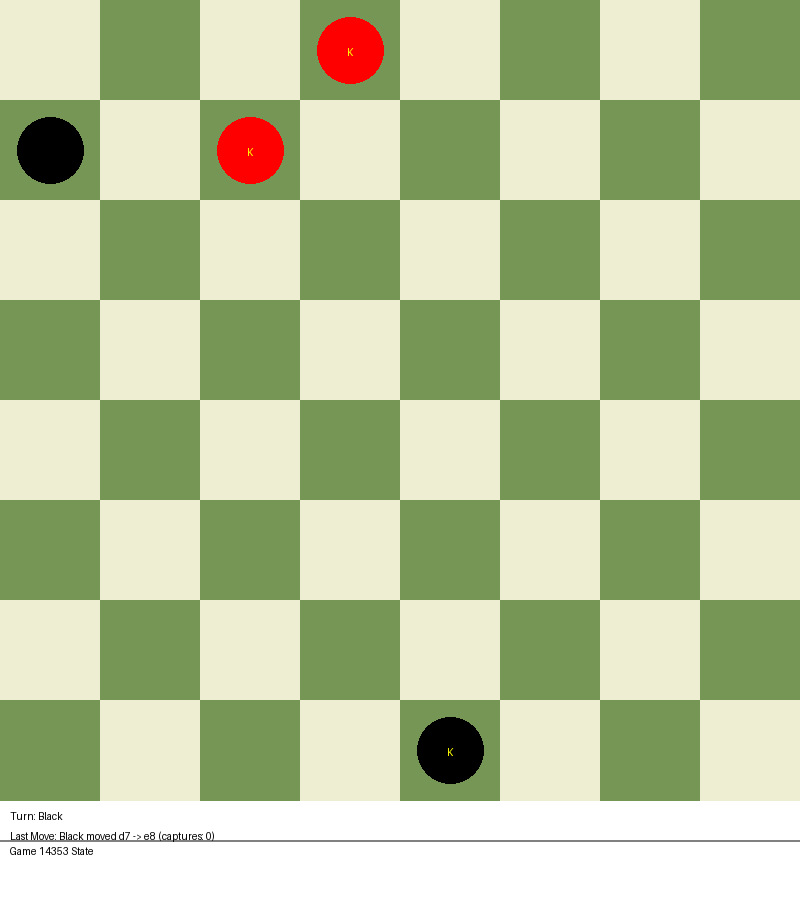 K
K
K
Turn: Black
Last Move: Black moved d7 -> e8 (captures: 0)
Game 14353 State